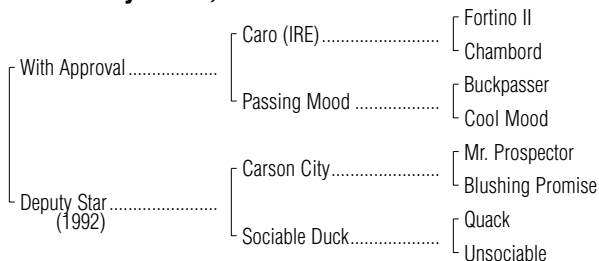 Fortino II
Caro (IRE)
Chambord
With Approval
Buckpasser
Passing Mood
Cool Mood
Mr. Prospector
Carson City
Blushing Promise
Deputy Star
(1992)
Quack
Sociable Duck
Unsociable